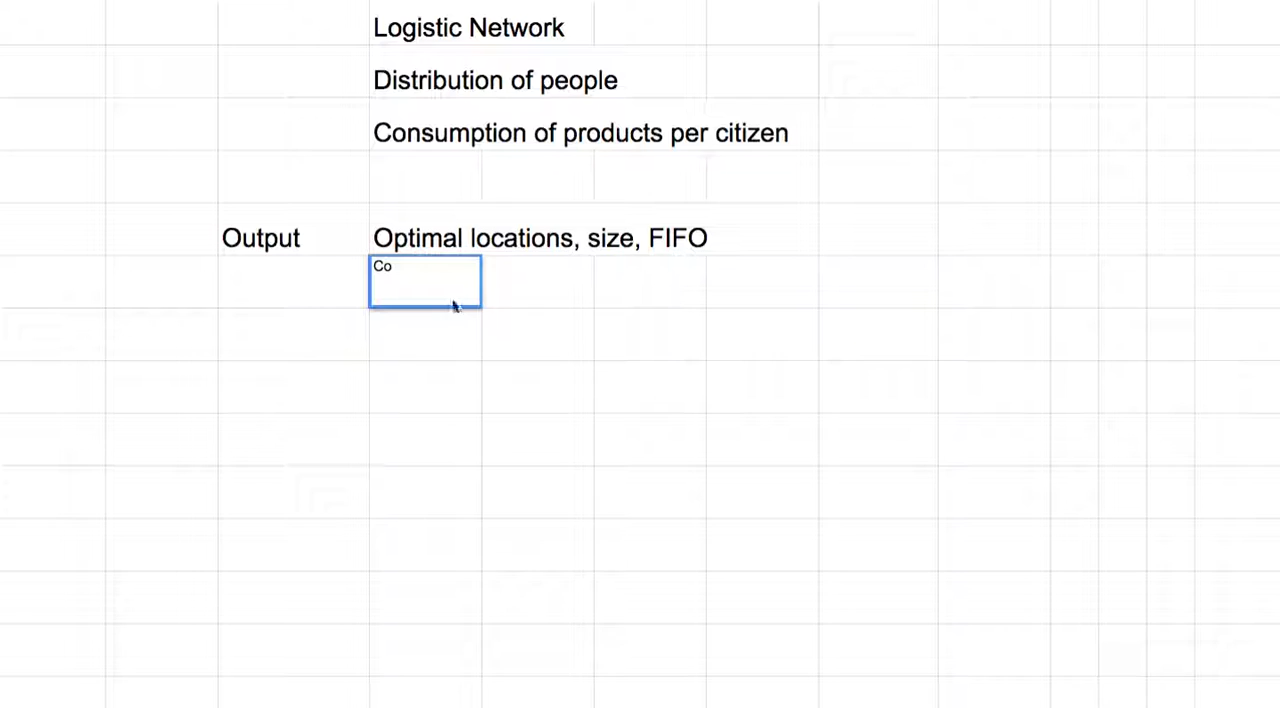 Logistic Network
Distribution of people
Consumption of products per citizen
Output Optimal locations, size, FIFO
Co